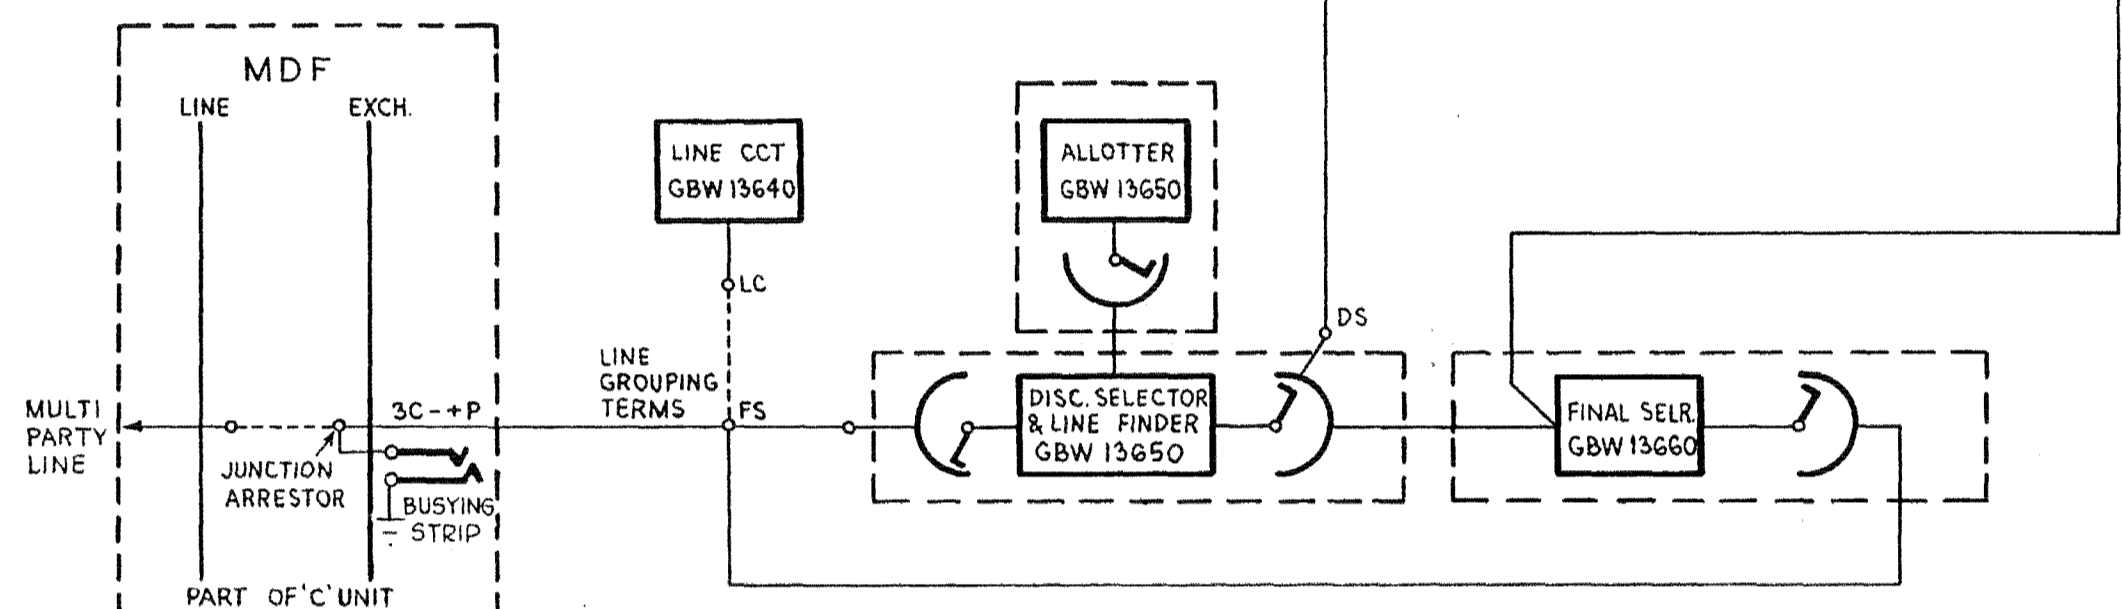 MDF
LINE
EXCH.
MULTI
PARTY
LINE
3C-+P
JUNCTION
ARRESTOR
BUSYING
STRIP
PART OF 'C' UNIT
LINE CCT
GBW 13640
LC
LINE
GROUPING
TERMS
FS
ALLOTTER
GBW 13650
DISC. SELECTOR
& LINE FINDER
GBW 13650
DS
FINAL SELR.
GBW 13660